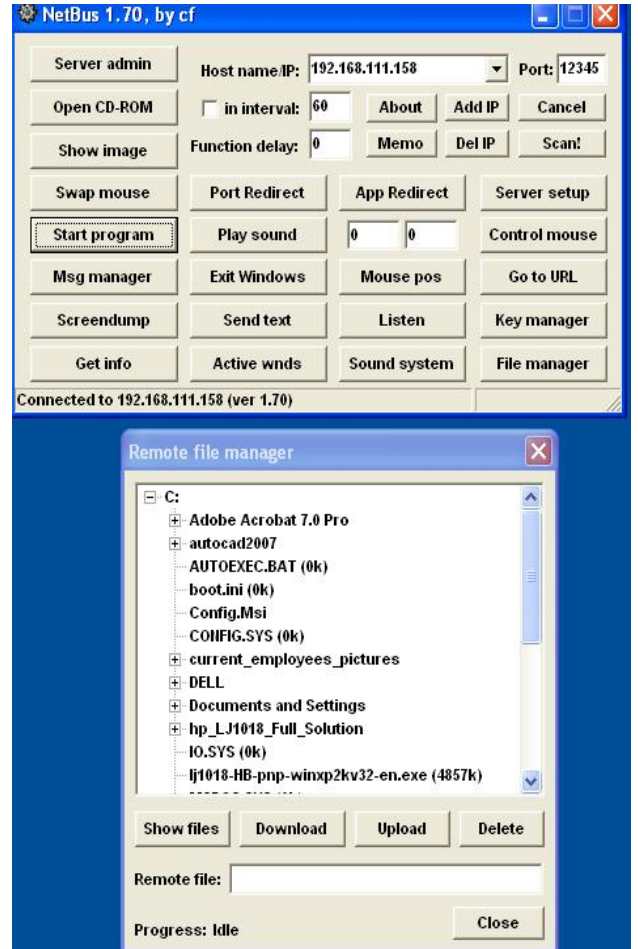 NetBus 1.70, by cf
Server admin Host name/IP: 192.168.111.158 Port: 12345
Open CD-ROM in interval: 60 About Add IP Cancel
Show image Function delay: 0 Memo Del IP Scan!
Swap mouse Port Redirect App Redirect Server setup
Start program Play sound 0 0 Control mouse
Msg manager Exit Windows Mouse pos Go to URL
Screendump Send text Listen Key manager
Get info Active wnds Sound system File manager
Connected to 192.168.111.158 (ver 1.70)
Remote file manager
C:
Adobe Acrobat 7.0 Pro
autocad2007
AUTOEXEC.BAT (0k)
boot.ini (0k)
Config.Msi
CONFIG.SYS (0k)
current_employees_pictures
DELL
Documents and Settings
hp_LJ1018_Full_Solution
IO.SYS (0k)
lj1018-HB-pnp-winxp2kv32-en.exe (4857k)
Show files Download Upload Delete
Remote file:
Progress: Idle Close